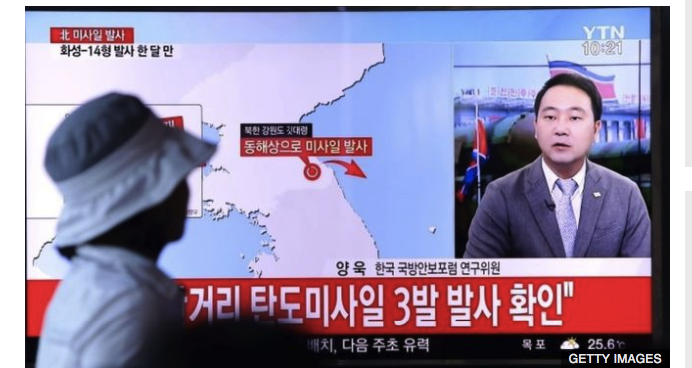 北 미사일 발사
화성-14형 발사 한 달 만
YTN
10:21
북한 강원도 깃대령
동해상으로 미사일 발사
양 욱 한국 국방안보포럼 연구위원
거리 탄도미사일 3발 발사 확인"
배치, 다음 주초 유력
목 포
25.6℃
GETTY IMAGES